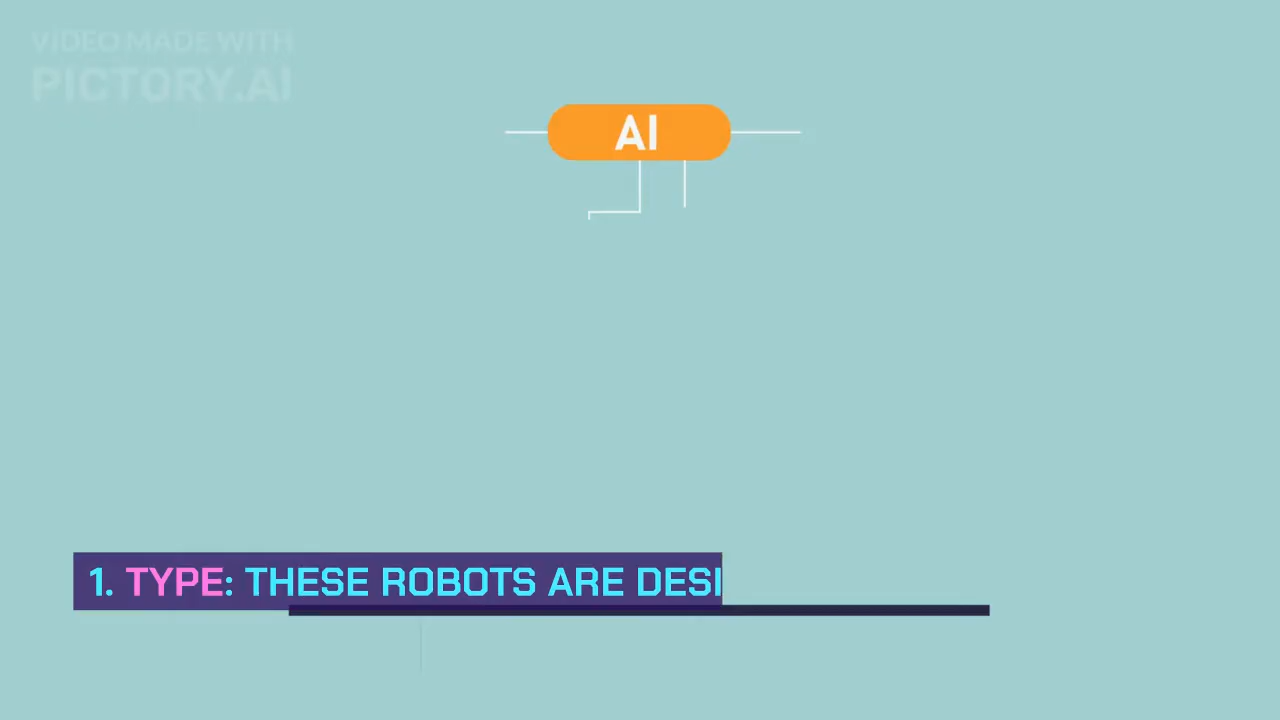 VIDEO MADE WITH
PICTORY.AI
AI
1. TYPE: THESE ROBOTS ARE DESI